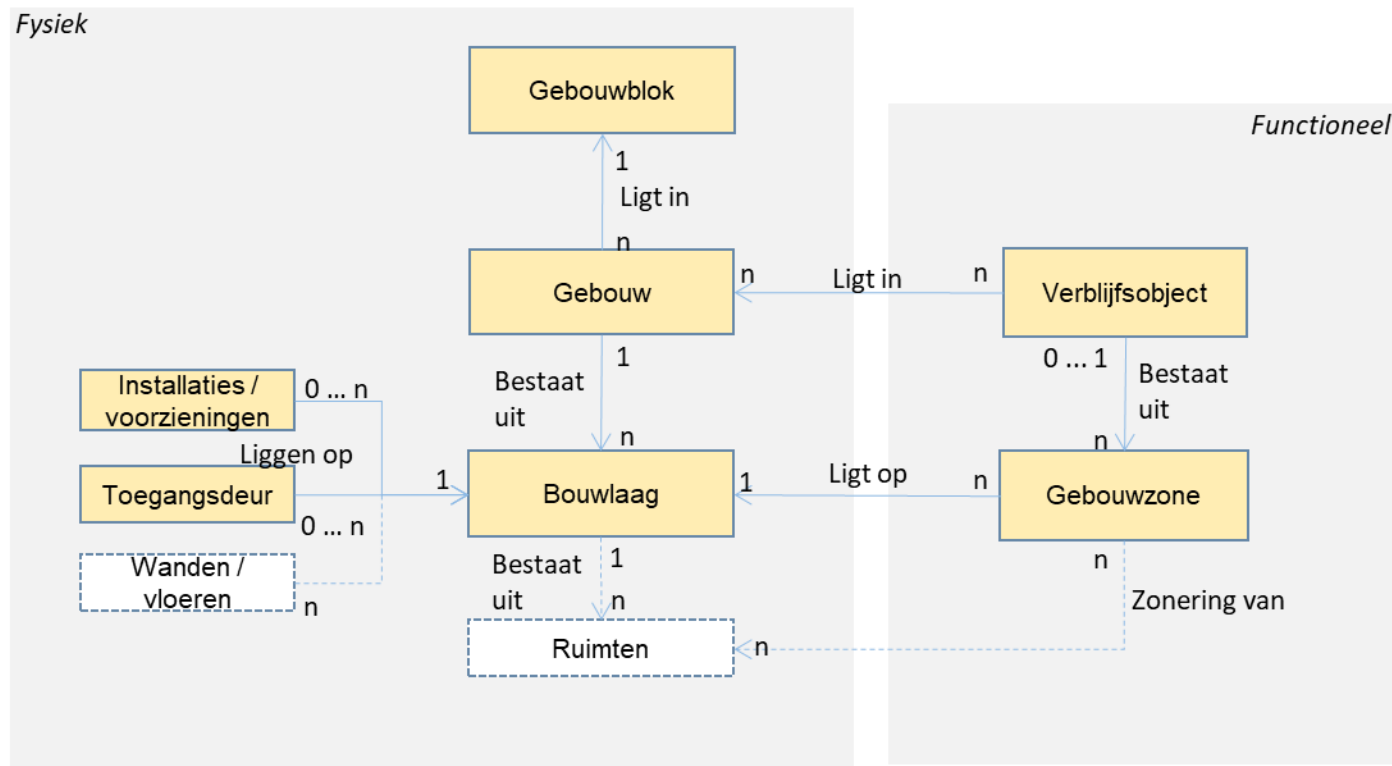 Fysiek
Gebouwblok
Functioneel
1
Ligt in
n
Gebouw
n
Ligt in
n
Verblijfsobject
1
0 ... 1
Bestaat
uit
Bestaat
uit
Installaties /
voorzieningen
0 ... n
n
n
Liggen op
Toegangsdeur
1
Bouwlaag
1
Ligt op
n
Gebouwzone
0 ... n
Wanden /
vloeren
n
Bestaat
uit
1
n
n
Zonering van
Ruimten
n